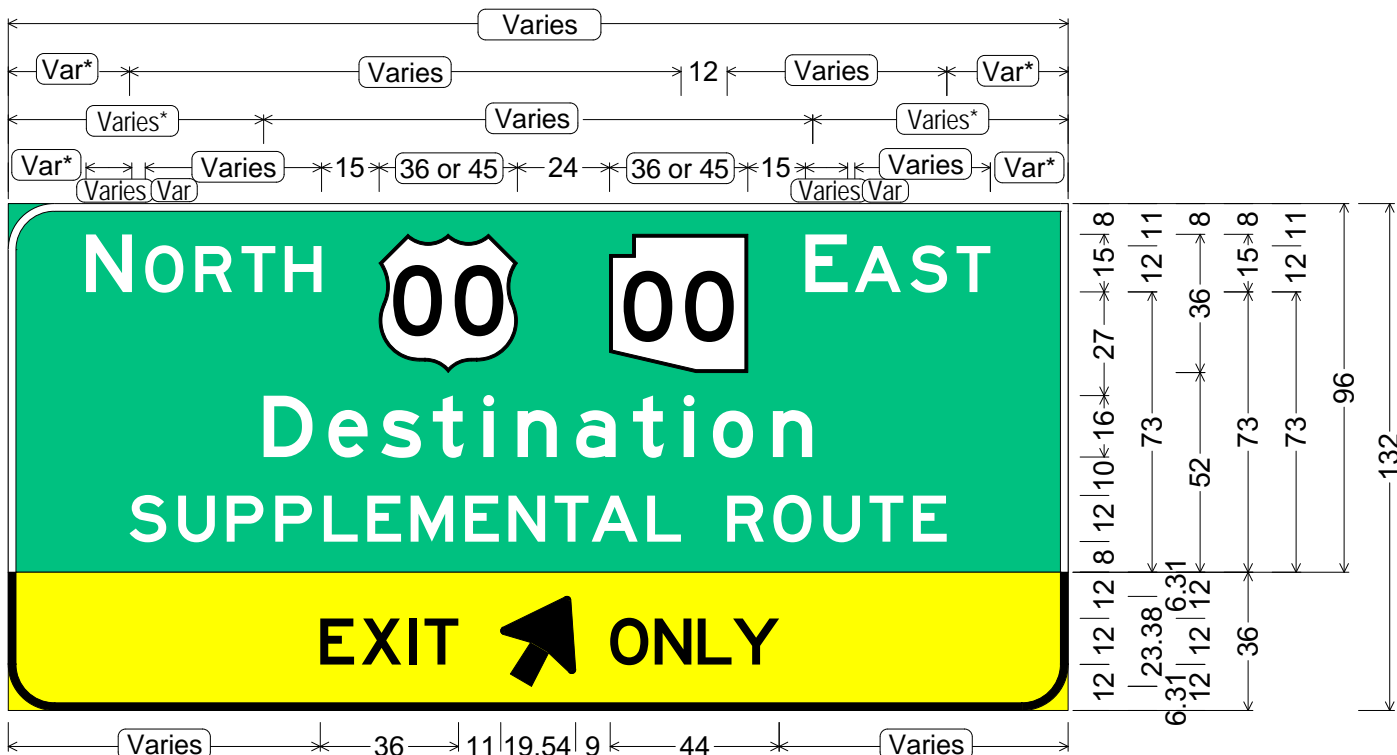 Varies
Var* Varies 12 Varies Var*
Varies* Varies Varies*
Var* Varies 15 36 or 45 24 36 or 45 15 Varies Var*
Varies Var Varies Var
NORTH 00 00 EAST
Destination
SUPPLEMENTAL ROUTE
EXIT ONLY
8 11 8 8 11
15 12 36 15 12
27 73 52 73 73 96 132
16
10
12
8
12 6.31 12
12 23.38 12 36
12 6.31 12
Varies 36 11 19.54 9 44 Varies